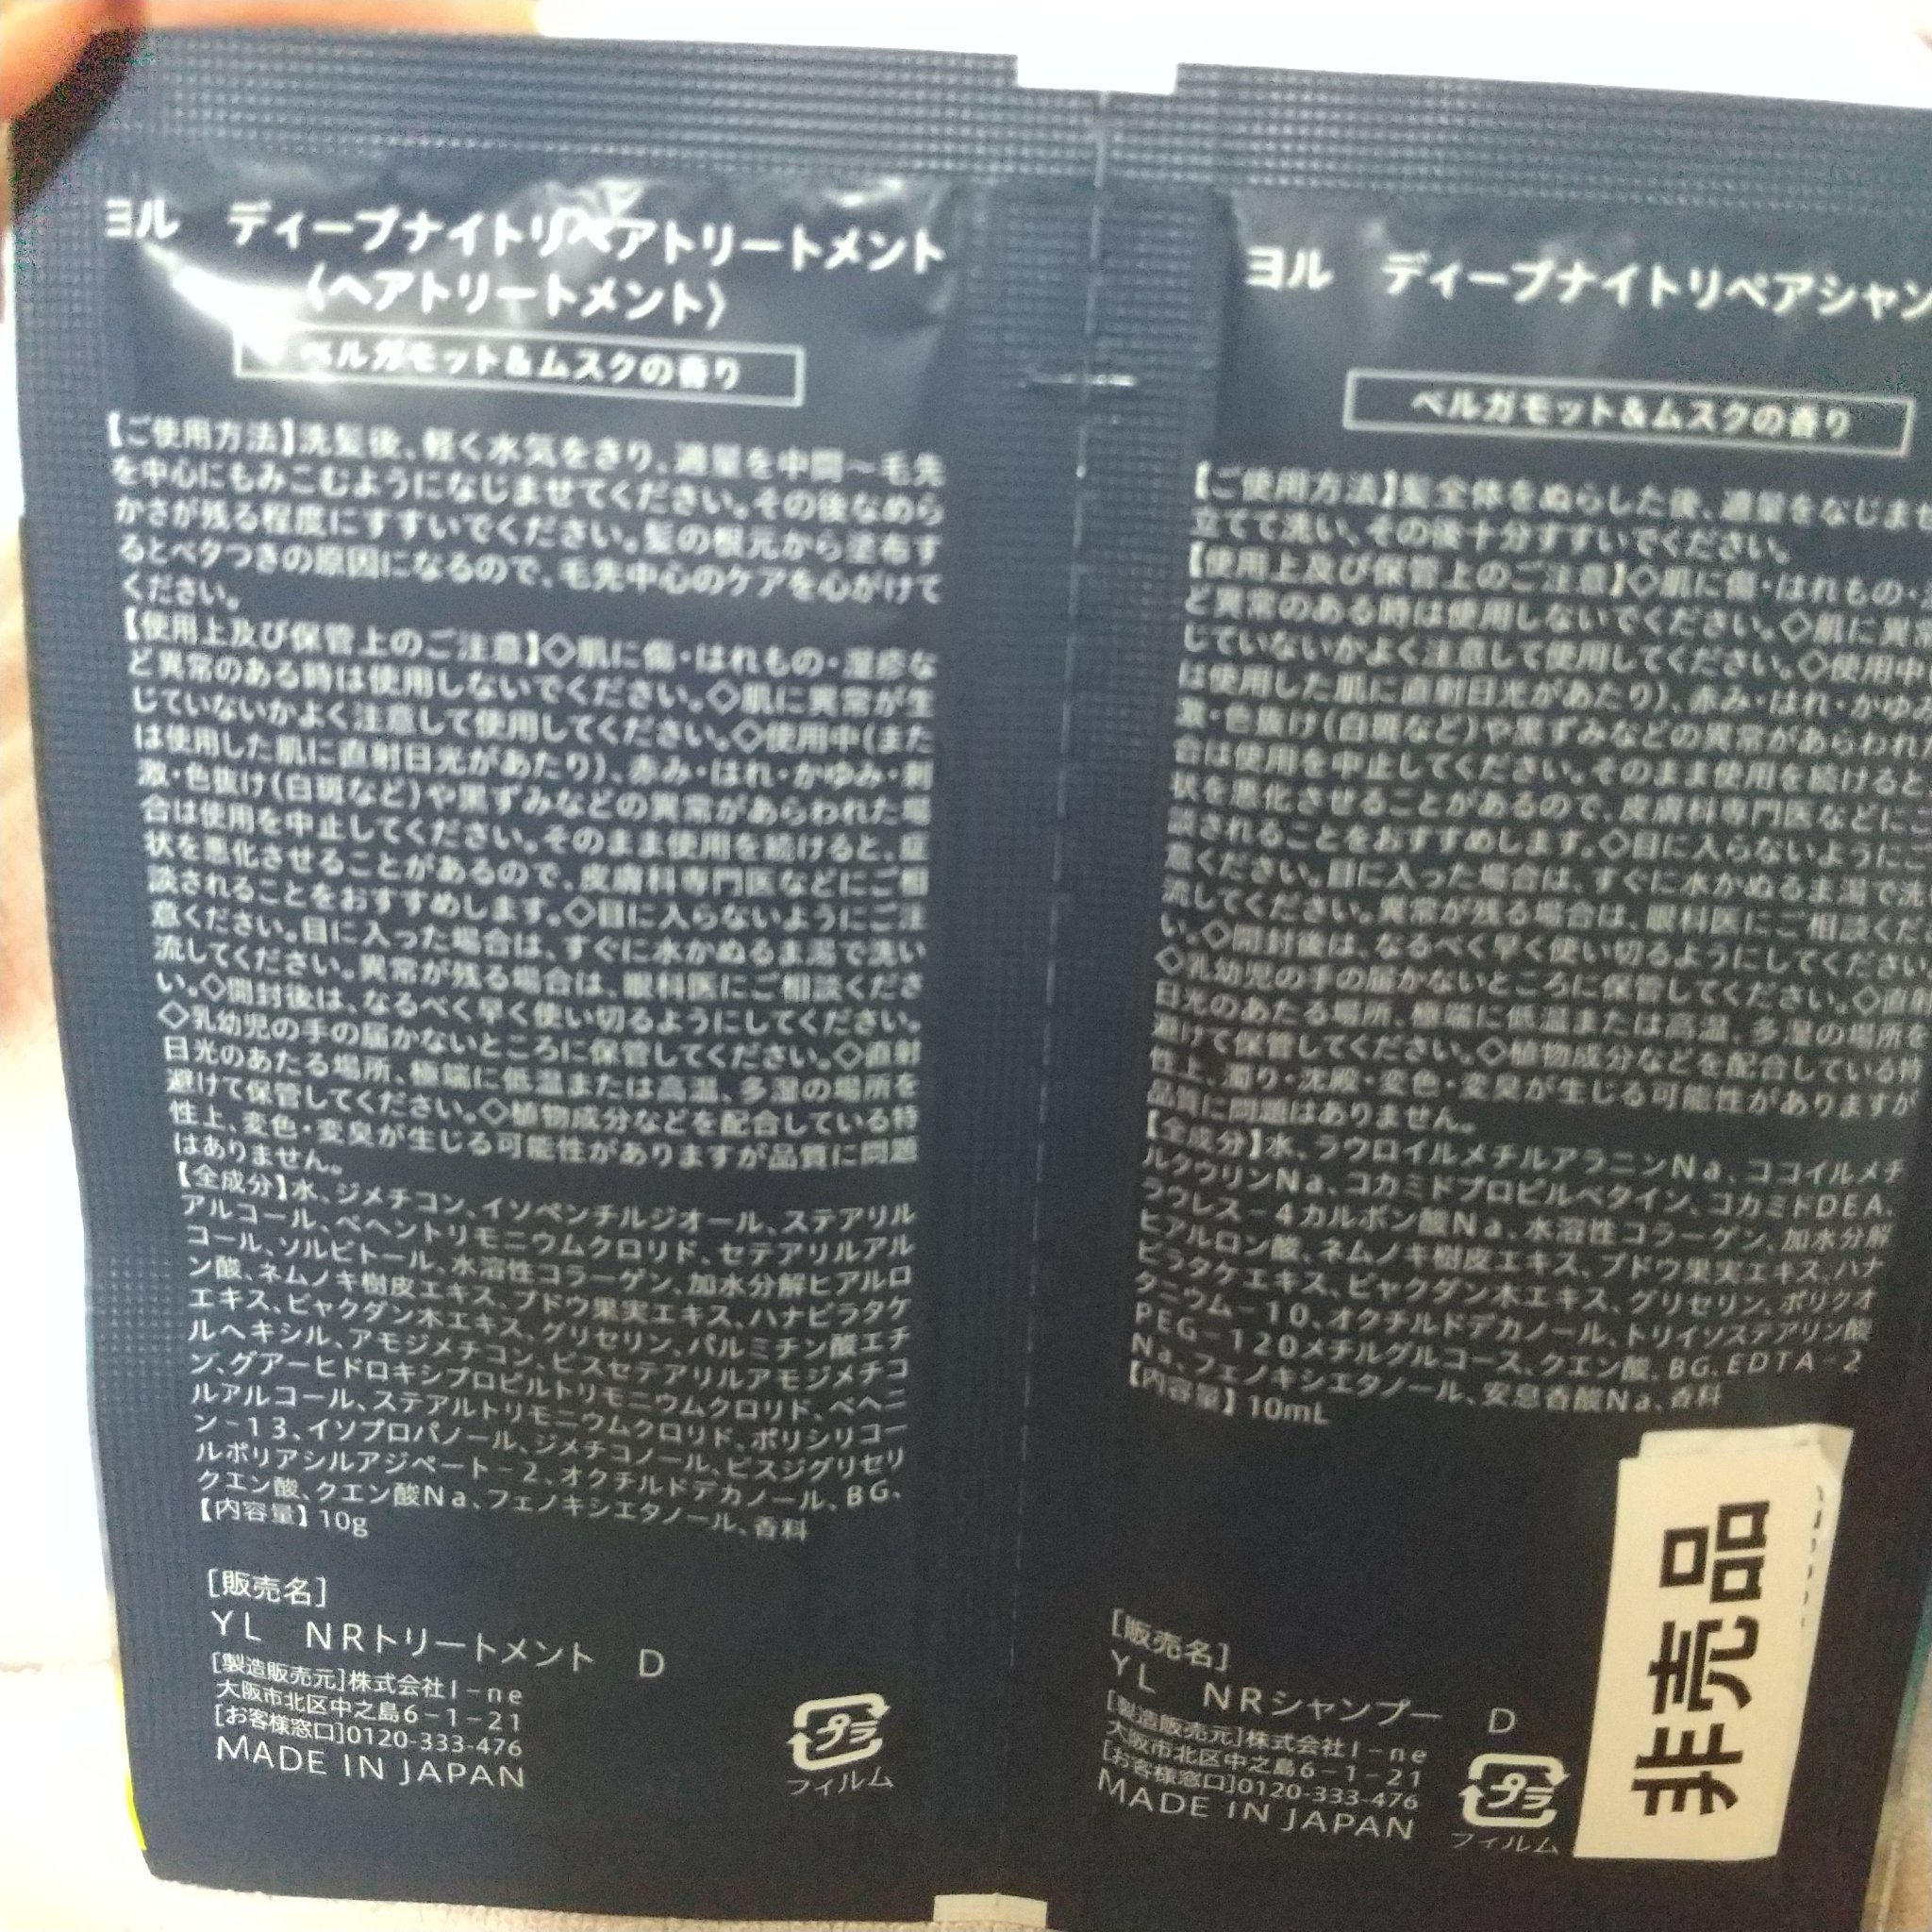 ヨル ディープナイトリペアトリートメント
〈ヘアトリートメント〉
ベルガモット&ムスクの香り
【ご使用方法】洗髪後、軽く水気をきり、適量を中間～毛先
を中心にもみこむようになじませてください。その後なめら
かさが残る程度にすすいでください。髪の根元から塗布す
るとベタつきの原因になるので、毛先中心のケアを心がけて
ください。
【使用上及び保管上のご注意】◇肌に傷・はれもの・湿疹な
ど異常のある時は使用しないでください。◇肌に異常が生
じていないかよく注意して使用してください。◇使用中(また
は使用した肌に直射日光があたり)、赤み・はれ・かゆみ・刺
激・色抜け(白斑など)や黒ずみなどの異常があらわれた場
合は使用を中止してください。そのまま使用を続けると、症
状を悪化させることがあるので、皮膚科専門医などにご相
談されることをおすすめします。◇目に入らないようにご注
意ください。目に入った場合は、すぐに水かぬるま湯で洗い
流してください。異常が残る場合は、眼科医にご相談くださ
い。◇開封後は、なるべく早く使い切るようにしてください。
◇乳幼児の手の届かないところに保管してください。◇直射
日光のあたる場所、極端に低温または高温、多湿の場所を
避けて保管してください。◇植物成分などを配合している特
性上、変色・変臭が生じる可能性がありますが品質に問題
はありません。
【全成分】水、ジメチコン、イソペンチルジオール、ステアリル
アルコール、ベヘントリモニウムクロリド、セテアリルアル
コール、ソルビトール、水溶性コラーゲン、加水分解ヒアルロ
ン酸、ネムノキ樹皮エキス、ブドウ果実エキス、ハナビラタケ
エキス、ビャクダン木エキス、グリセリン、パルミチン酸エチ
ルヘキシル、アモジメチコン、ビスセテアリルアモジメチコ
ン、グアーヒドロキシプロピルトリモニウムクロリド、ベヘニ
ルアルコール、ステアルトリモニウムクロリド、ポリシリコー
ン-13、イソプロパノール、ジメチコノール、ビスジグリセリ
ルポリアシルアジペート-2、オクチルドデカノール、BG、
クエン酸、クエン酸Na、フェノキシエタノール、香料
【内容量】10g
[販売名]
YL NRトリートメント D
[製造販売元]株式会社I-ne
大阪市北区中之島6-1-21
[お客様窓口]0120-333-476
MADE IN JAPAN
プラ
フィルム
ヨル ディープナイトリペアシャン
ベルガモット&ムスクの香り
【ご使用方法】髪全体をぬらした後、適量をなじませ
立てて洗い、その後十分すすいでください。
【使用上及び保管上のご注意】◇肌に傷・はれもの・
ど異常のある時は使用しないでください。◇肌に異常
じていないかよく注意して使用してください。◇使用中
は使用した肌に直射日光があたり)、赤み・はれ・かゆみ
激・色抜け(白斑など)や黒ずみなどの異常があらわれ
合は使用を中止してください。そのまま使用を続けると
状を悪化させることがあるので、皮膚科専門医などにご
談されることをおすすめします。◇目に入らないようにご
意ください。目に入った場合は、すぐに水かぬるま湯で洗
流してください。異常が残る場合は、眼科医にご相談くだ
い。◇開封後は、なるべく早く使い切るようにしてください
◇乳幼児の手の届かないところに保管してください。◇直射
日光のあたる場所、極端に低温または高温、多湿の場所を
避けて保管してください。◇植物成分などを配合している特
性上、濁り・沈殿・変色・変臭が生じる可能性がありますが
品質に問題はありません。
【全成分】水、ラウロイルメチルアラニンNa、ココイルメチ
ルタウリンNa、コカミドプロピルベタイン、コカミドDEA、
ラウレス-4カルボン酸Na、水溶性コラーゲン、加水分解
ヒアルロン酸、ネムノキ樹皮エキス、ブドウ果実エキス、ハナ
ビラタケエキス、ビャクダン木エキス、グリセリン、ポリクオ
タニウム-10、オクチルドデカノール、トリイソステアリン酸
PEG-120メチルグルコース、クエン酸、BG、EDTA-2
Na、フェノキシエタノール、安息香酸Na、香料
【内容量】10mL
[販売名]
YL NRシャンプー D
[製造販売元]株式会社I-ne
大阪市北区中之島6-1-21
[お客様窓口]0120-333-476
MADE IN JAPAN
プラ
フィルム
非売品